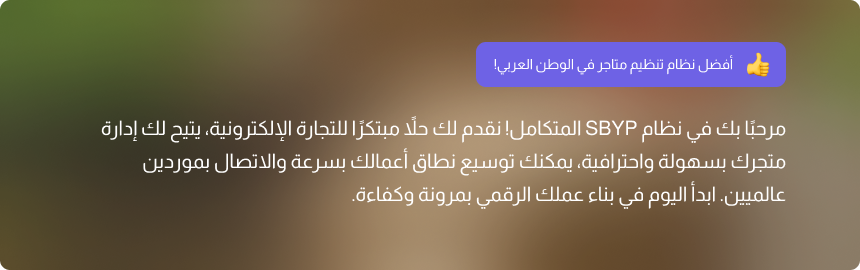 👍 أفضل نظام تنظيم متاجر في الوطن العربي!
مرحبًا بك في نظام SBYP المتكامل! نقدم لك حلاً مبتكرًا للتجارة الإلكترونية، يتيح لك إدارة
متجرك بسهولة واحترافية، يمكنك توسيع نطاق أعمالك بسرعة والاتصال بموردين
عالميين. ابدأ اليوم في بناء عملك الرقمي بمرونة وكفاءة.